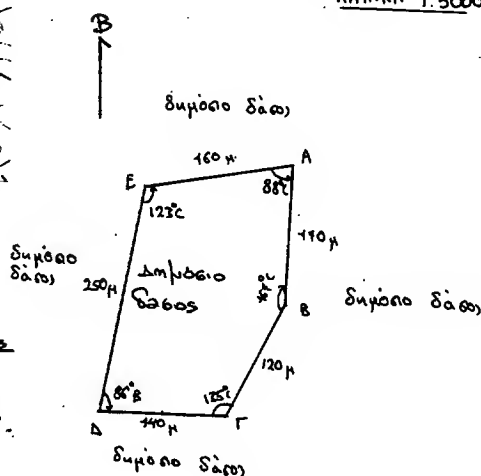 1:5000
Β
δημόσιο δάσος
160 μ
Α
Ε
88°C
123°C
170 μ
δημόσιο
δάσος
250 μ
Δημόσιο
δάσος
Β
δημόσιο δάσος
120 μ
86°B
125°C
Δ
140 μ
Γ
δημόσιο δάσος